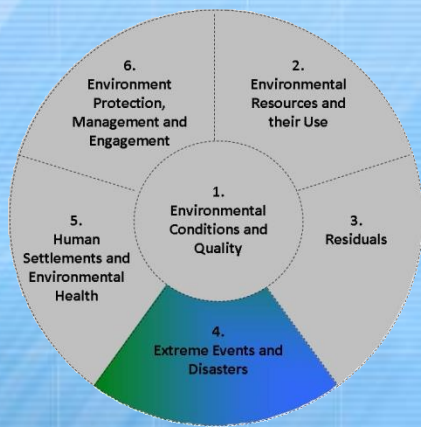 1.
Environmental
Conditions and
Quality
2.
Environmental
Resources and
their Use
3.
Residuals
4.
Extreme Events and
Disasters
5.
Human
Settlements and
Environmental
Health
6.
Environment
Protection,
Management and
Engagement